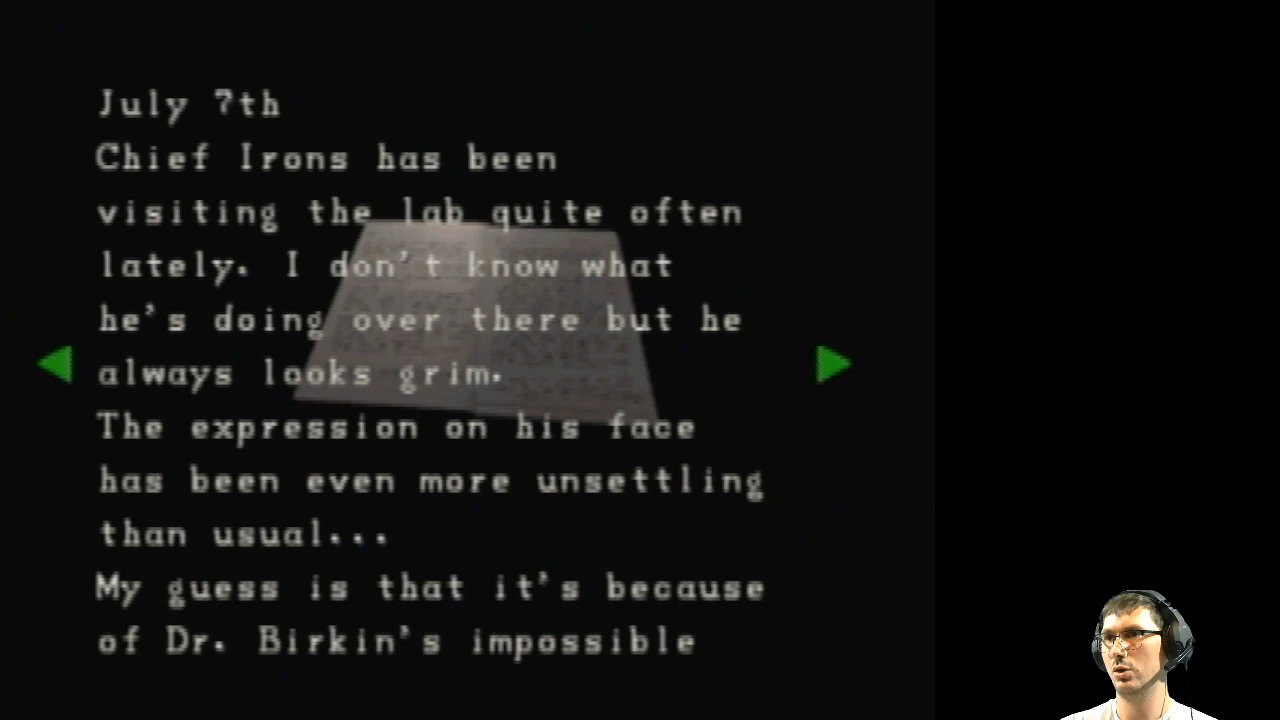 July 7th
Chief Irons has been
visiting the lab quite often
lately. I don't know what
he's doing over there but he
always looks grim.
The expression on his face
has been even more unsettling
than usual...
My guess is that it's because
of Dr. Birkin's impossible